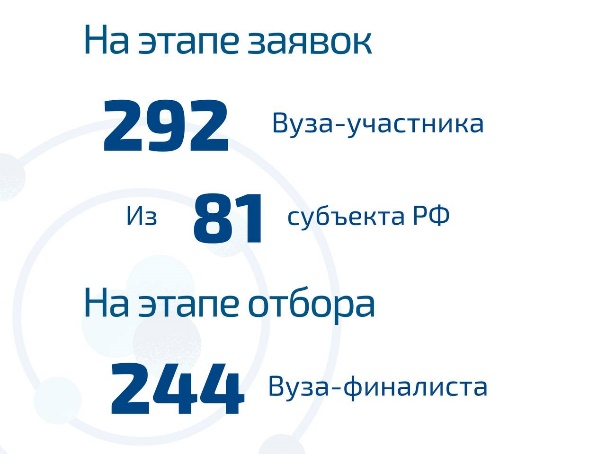 На этапе заявок
292 Вуза-участника
Из 81 субъекта РФ
На этапе отбора
244 Вуза-финалиста